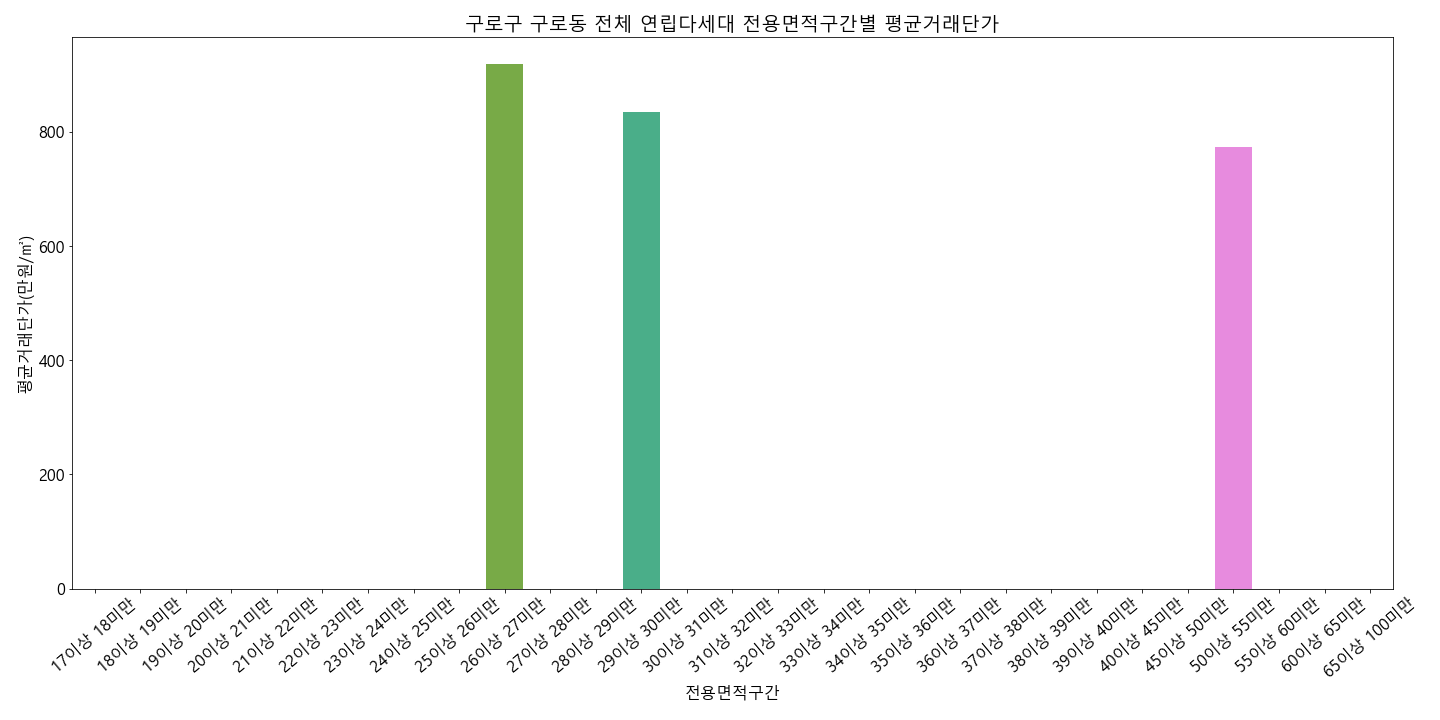 구로구 구로동 전체 연립다세대 전용면적구간별 평균거래단가
평균거래단가(만원/㎡)
800
600
400
200
0
17이상 18미만
18이상 19미만
19이상 20미만
20이상 21미만
21이상 22미만
22이상 23미만
23이상 24미만
24이상 25미만
25이상 26미만
26이상 27미만
27이상 28미만
28이상 29미만
29이상 30미만
30이상 31미만
31이상 32미만
32이상 33미만
33이상 34미만
34이상 35미만
35이상 36미만
36이상 37미만
37이상 38미만
38이상 39미만
39이상 40미만
40이상 45미만
45이상 50미만
50이상 55미만
55이상 60미만
60이상 65미만
65이상 100미만
전용면적구간